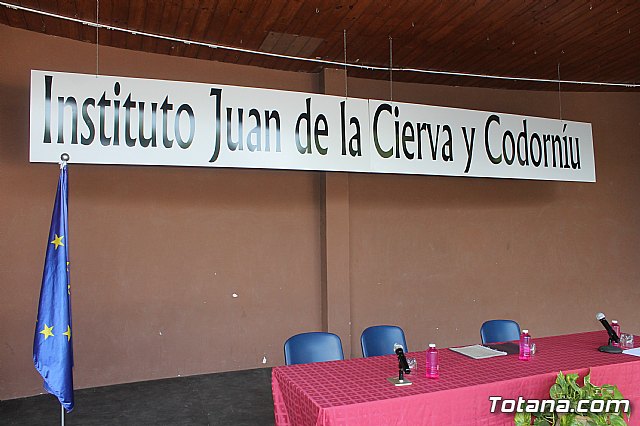 Instituto Juan de la Cierva y Codorníu
Totana.com